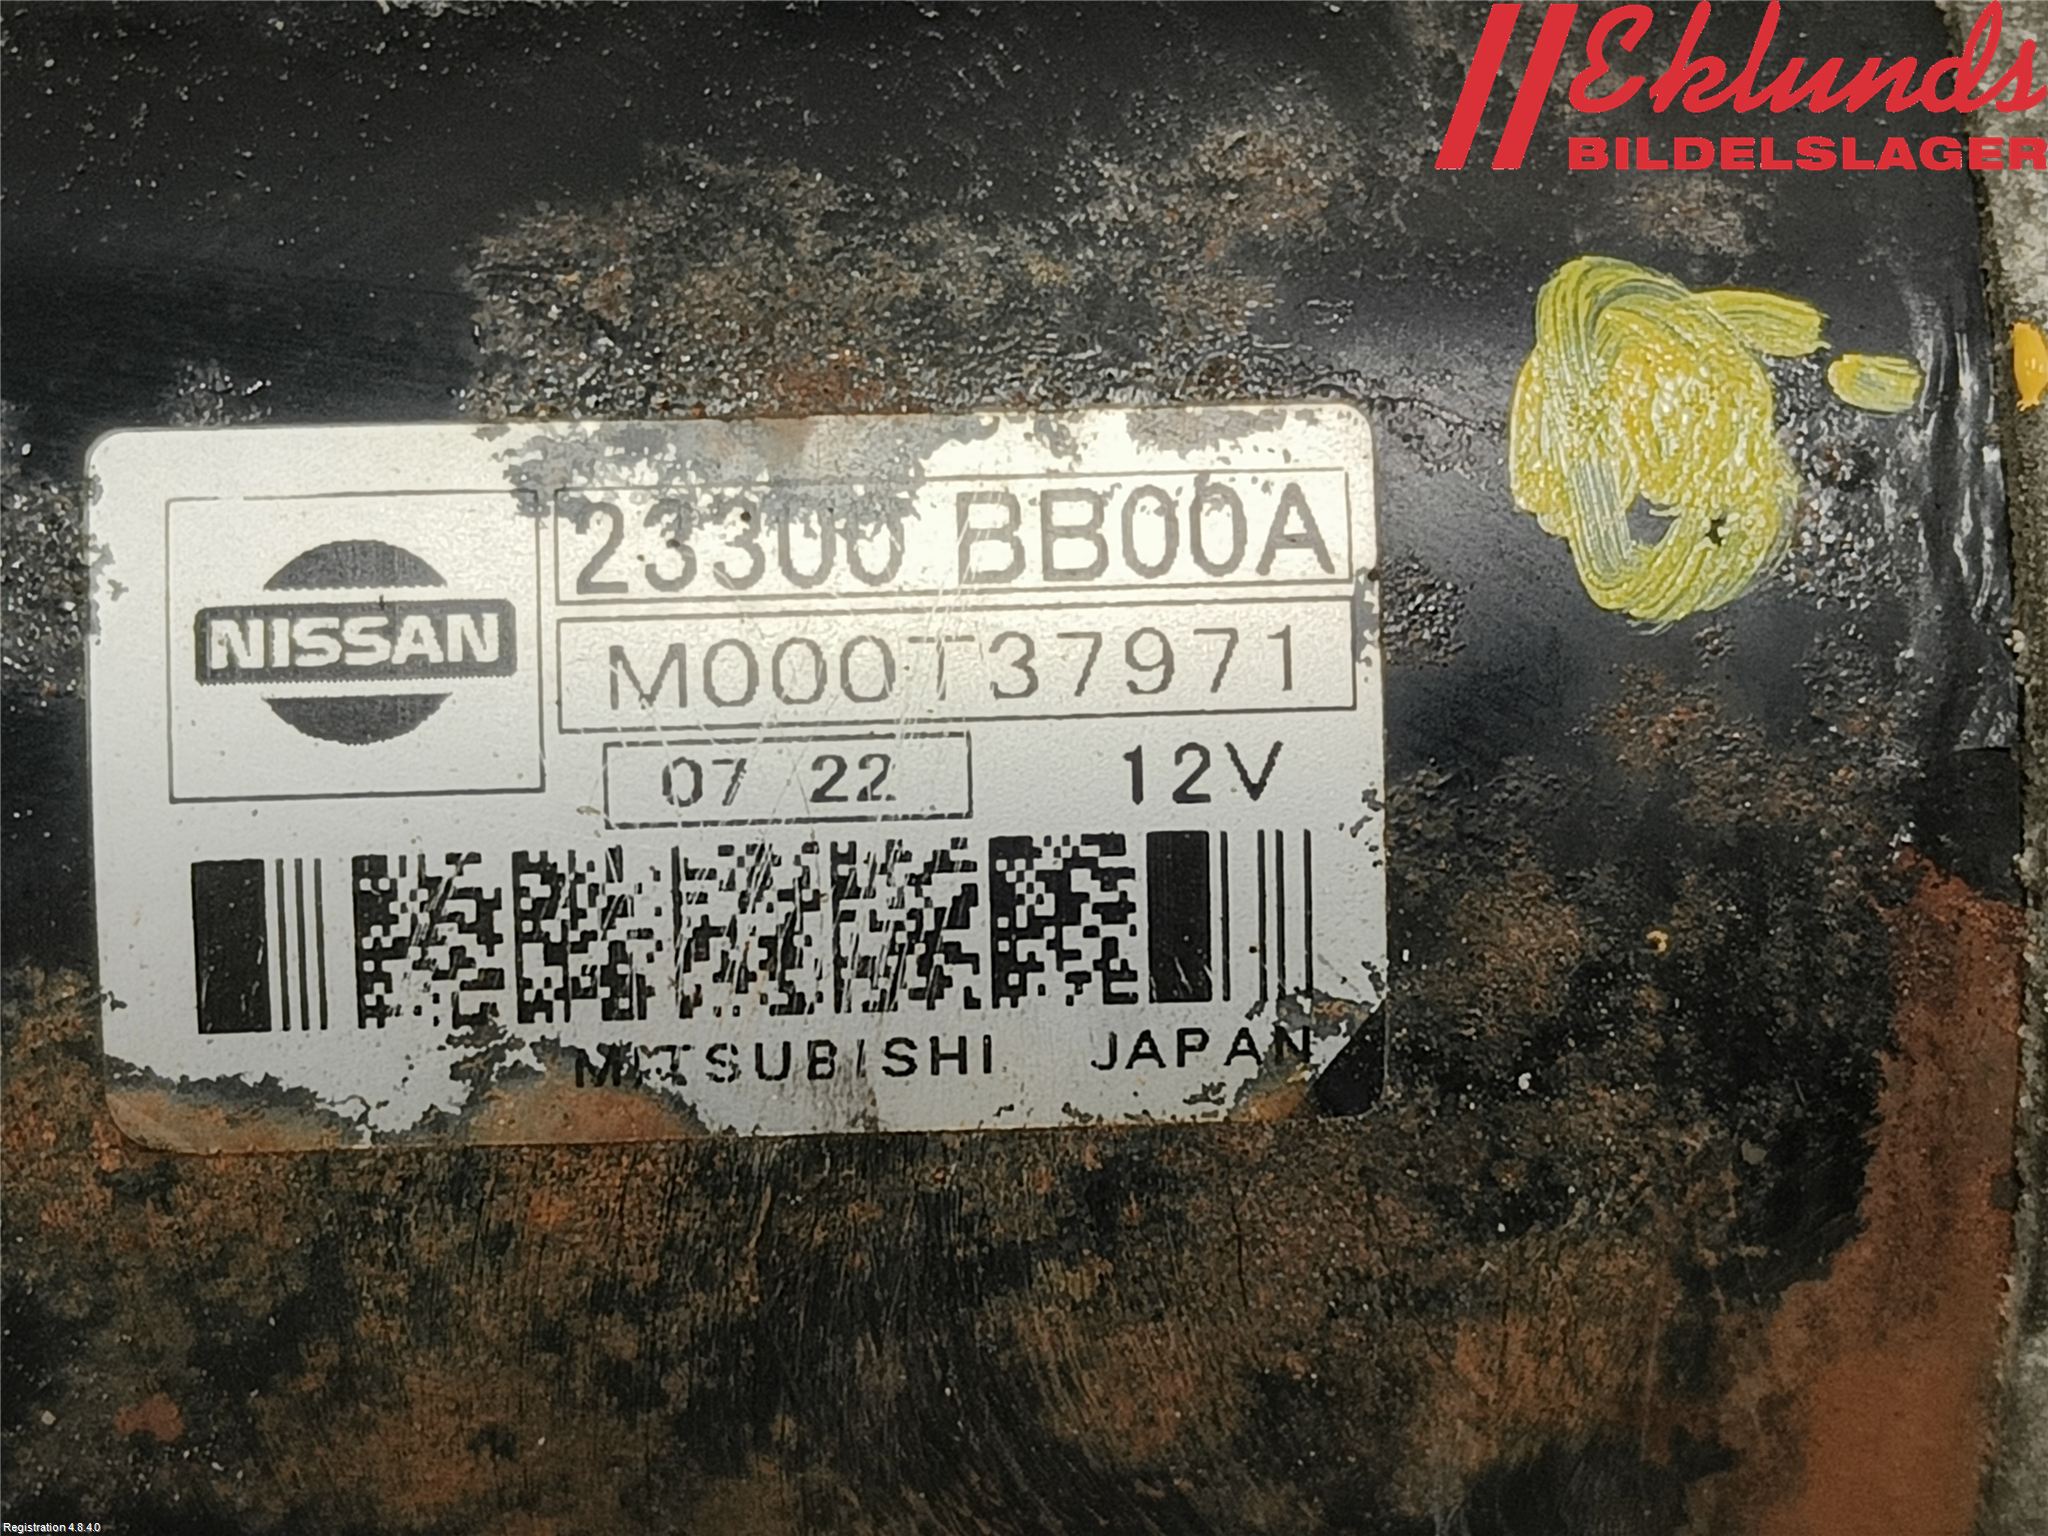 Eklunds
BILDELSLAGER
23300 BB00A
NISSAN
M000T37971
07 22
12V
MITSUBISHI JAPAN
Registration 4.8.4.0